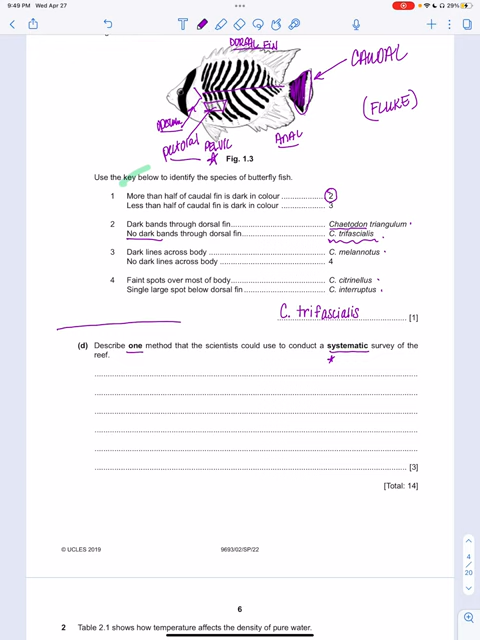 9:49 PM Wed Apr 27
29%
DORSAL FIN
CAUDAL
(FLUKE)
pectoral
PELVIC
ANAL
Fig. 1.3
Use the key below to identify the species of butterfly fish.
1 More than half of caudal fin is dark in colour .................. 2
Less than half of caudal fin is dark in colour .................... 3
2 Dark bands through dorsal fin........................................ Chaetodon triangulum
No dark bands through dorsal fin................................... C. trifascialis
3 Dark lines across body ................................................. C. melannotus
No dark lines across body ............................................. 4
4 Faint spots over most of body....................................... C. citrinellus
Single large spot below dorsal fin.................................. C. interruptus
C. trifascialis
.................................................. [1]
(d) Describe one method that the scientists could use to conduct a systematic survey of the
reef.
..........................................................................................................................
..........................................................................................................................
..........................................................................................................................
..........................................................................................................................
..........................................................................................................................
.................................................................................................................... [3]
[Total: 14]
© UCLES 2019
9693/02/SP/22
4
/
20
6
2 Table 2.1 shows how temperature affects the density of pure water.